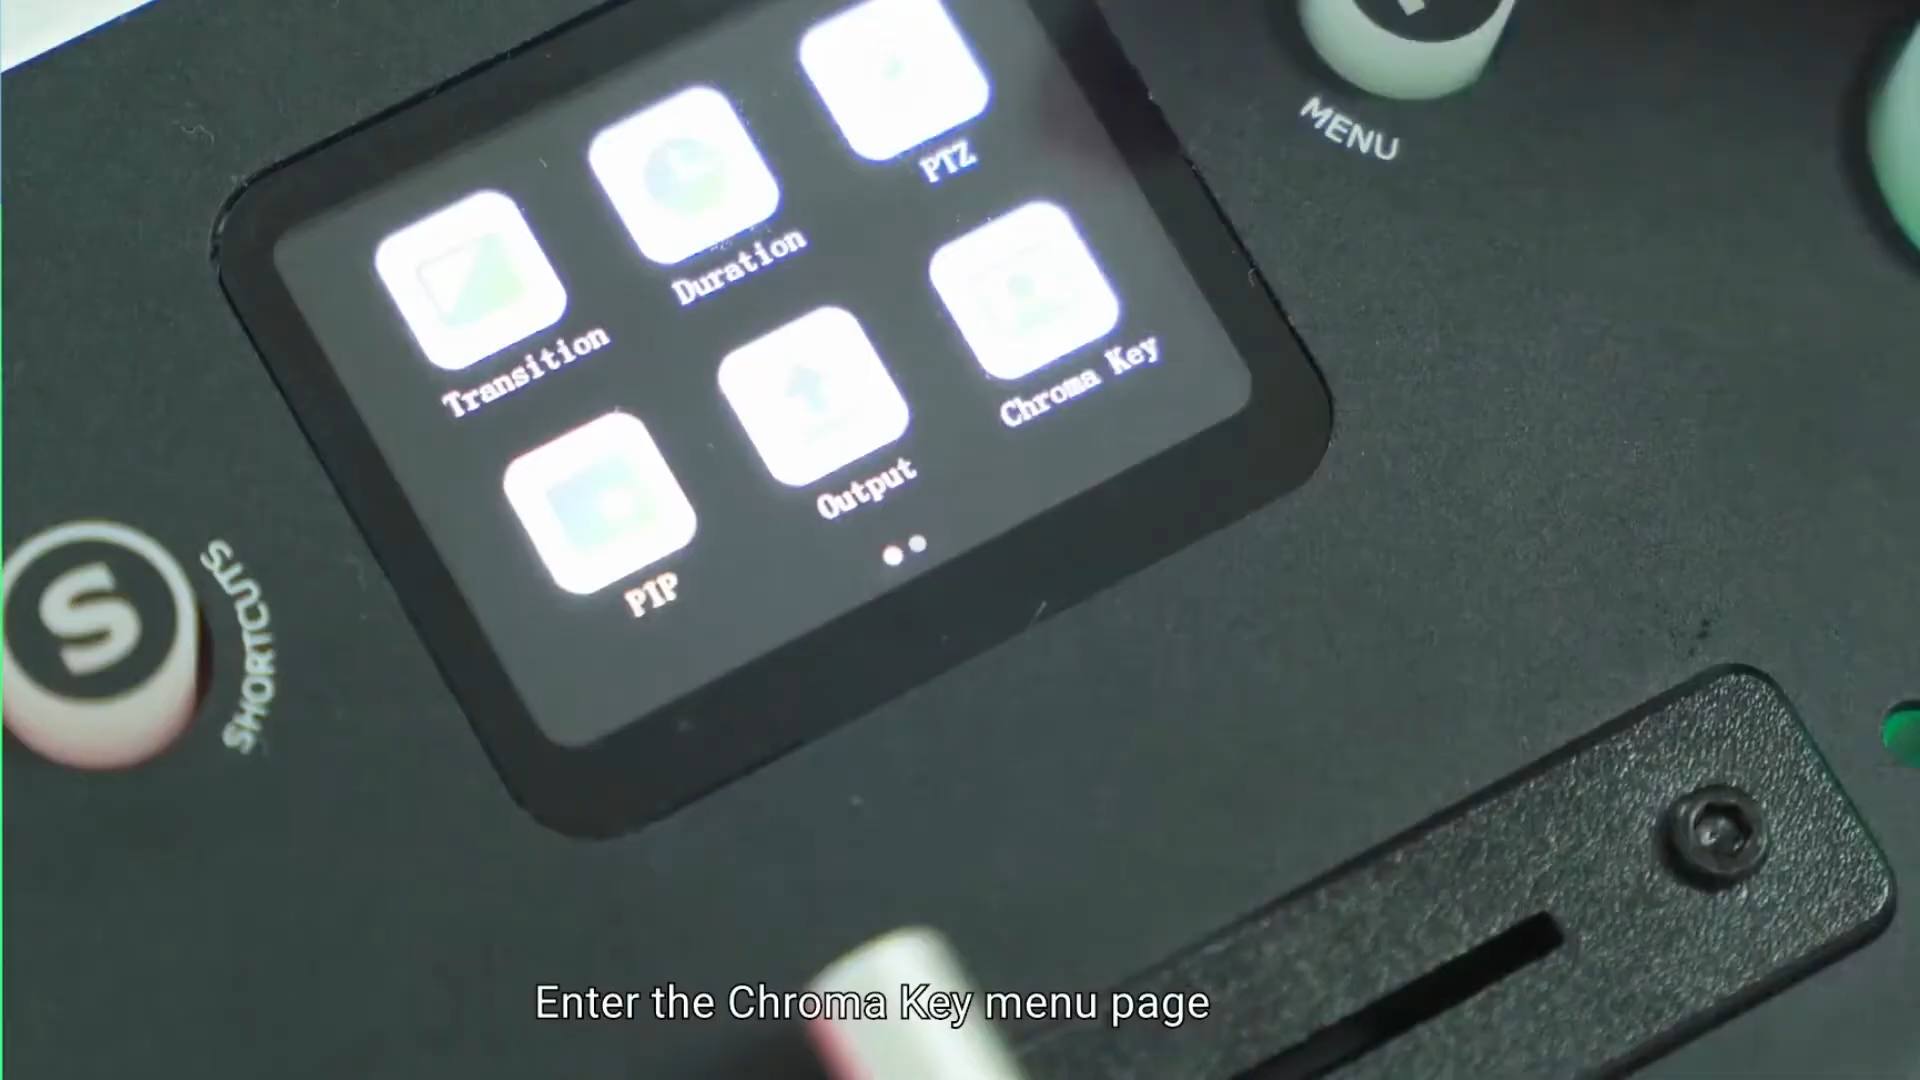 MENU
Transition
Duration
PTZ
PIP
Output
Chroma Key
S
SHORTCUTS
Enter the Chroma Key menu page